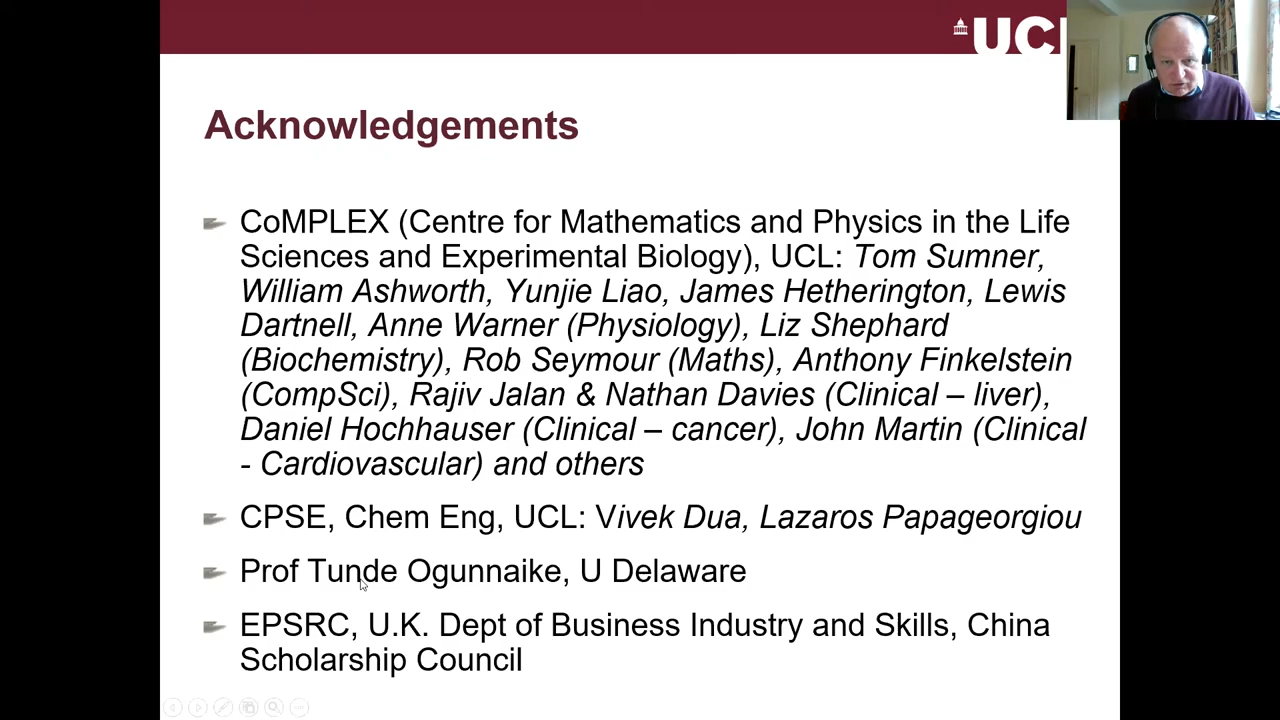 UCL
Acknowledgements
CoMPLEX (Centre for Mathematics and Physics in the Life
Sciences and Experimental Biology), UCL: Tom Sumner,
William Ashworth, Yunjie Liao, James Hetherington, Lewis
Dartnell, Anne Warner (Physiology), Liz Shephard
(Biochemistry), Rob Seymour (Maths), Anthony Finkelstein
(CompSci), Rajiv Jalan & Nathan Davies (Clinical – liver),
Daniel Hochhauser (Clinical – cancer), John Martin (Clinical
- Cardiovascular) and others
CPSE, Chem Eng, UCL: Vivek Dua, Lazaros Papageorgiou
Prof Tunde Ogunnaike, U Delaware
EPSRC, U.K. Dept of Business Industry and Skills, China
Scholarship Council